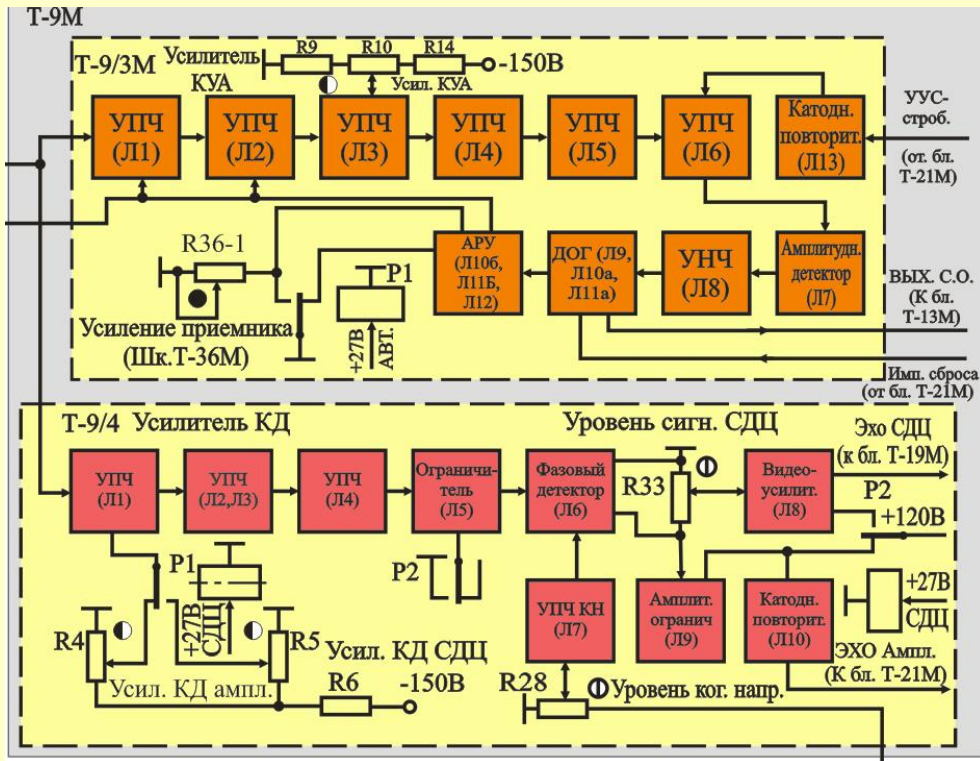 Т-9М
Т-9/3М
Усилитель
КУА
R9
R10
R14
-150В
Усил. КУА
УПЧ
(Л1)
УПЧ
(Л2)
УПЧ
(Л3)
УПЧ
(Л4)
УПЧ
(Л5)
УПЧ
(Л6)
Катодн.
повторит.
(Л13)
УУС-
строб.
(от. бл.
Т-21М)
R36-1
Усиление приемника
(Шк.Т-36М)
Р1
+27В
АВТ.
АРУ
(Л10б,
Л11Б,
Л12)
ДОГ (Л9,
Л10а,
Л11а)
УНЧ
(Л8)
Амплитудн.
детектор
(Л7)
ВЫХ. С.О.
(К бл.
Т-13М)
Имп. сброса
(от бл. Т-21М)
Т-9/4 Усилитель КД
Уровень сигн. СДЦ
Эхо СДЦ
(к бл. Т-19М)
УПЧ
(Л1)
УПЧ
(Л2,Л3)
УПЧ
(Л4)
Ограничи-
тель
(Л5)
Фазовый
детектор
(Л6)
R33
Видео-
усилит.
(Л8)
Р2
+120В
Р1
+27В
СДЦ
Р2
УПЧ КН
(Л7)
Амплит.
огранич
(Л9)
Катодн.
повторит.
(Л10)
+27В
СДЦ
R4
R5
Усил. КД ампл.
R6
Усил. КД СДЦ
-150В
R28
Уровень ког. напр.
ЭХО Ампл.
(К бл. Т-21М)